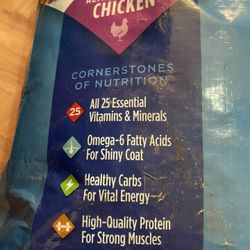 CHICKEN
CORNERSTONES
OF NUTRITION
25
All 25 Essential
Vitamins & Minerals
Omega-6 Fatty Acids
For Shiny Coat
Healthy Carbs
For Vital Energy
High-Quality Protein
For Strong Muscles